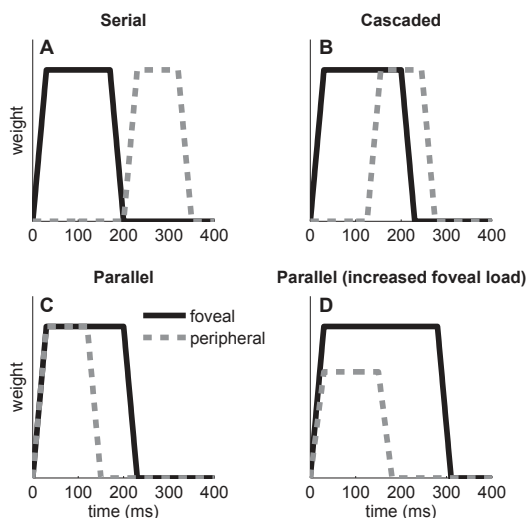 Serial
Cascaded
A
B
weight
0 100 200 300 400
0 100 200 300 400
Parallel
Parallel (increased foveal load)
C
D
foveal
peripheral
weight
0 100 200 300 400
0 100 200 300 400
time (ms)
time (ms)